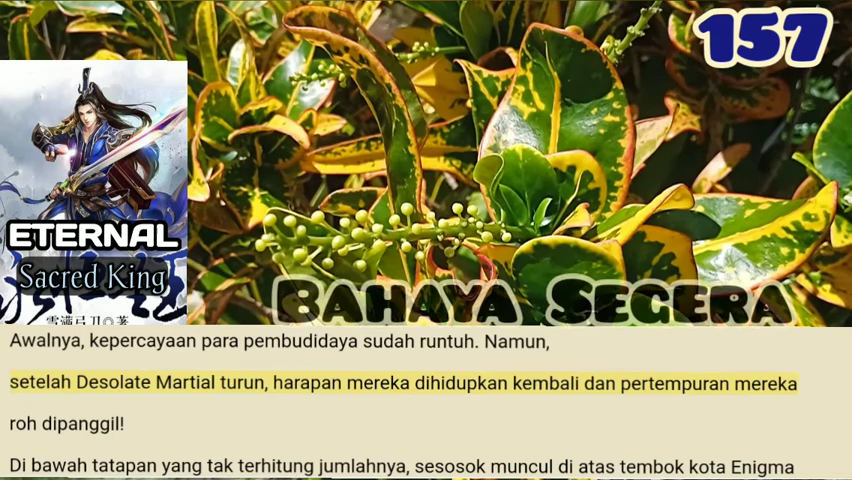 157
ETERNAL
Sacred King
BAHAYA SEGERA
Awalnya, kepercayaan para pembudidaya sudah runtuh. Namun,
setelah Desolate Martial turun, harapan mereka dihidupkan kembali dan pertempuran mereka
roh dipanggil!
Di bawah tatapan yang tak terhitung jumlahnya, sesosok muncul di atas tembok kota Enigma